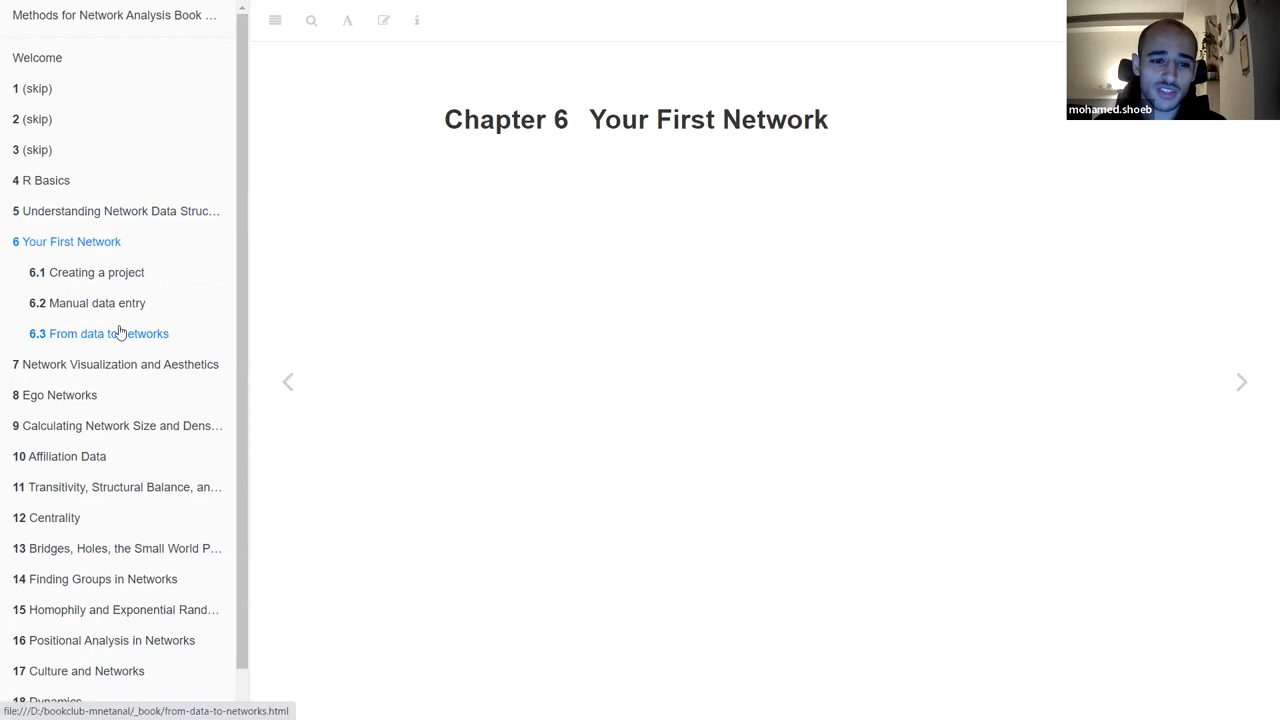 Methods for Network Analysis Book ...
Welcome
1 (skip)
2 (skip)
3 (skip)
4 R Basics
5 Understanding Network Data Struc...
6 Your First Network
6.1 Creating a project
6.2 Manual data entry
6.3 From data to networks
7 Network Visualization and Aesthetics
8 Ego Networks
9 Calculating Network Size and Dens...
10 Affiliation Data
11 Transitivity, Structural Balance, an...
12 Centrality
13 Bridges, Holes, the Small World P...
14 Finding Groups in Networks
15 Homophily and Exponential Rand...
16 Positional Analysis in Networks
17 Culture and Networks
18 Dynamics
file:///D:/bookclub-mnetanal/_book/from-data-to-networks.html
A
Chapter 6 Your First Network
mohamed.shoeb